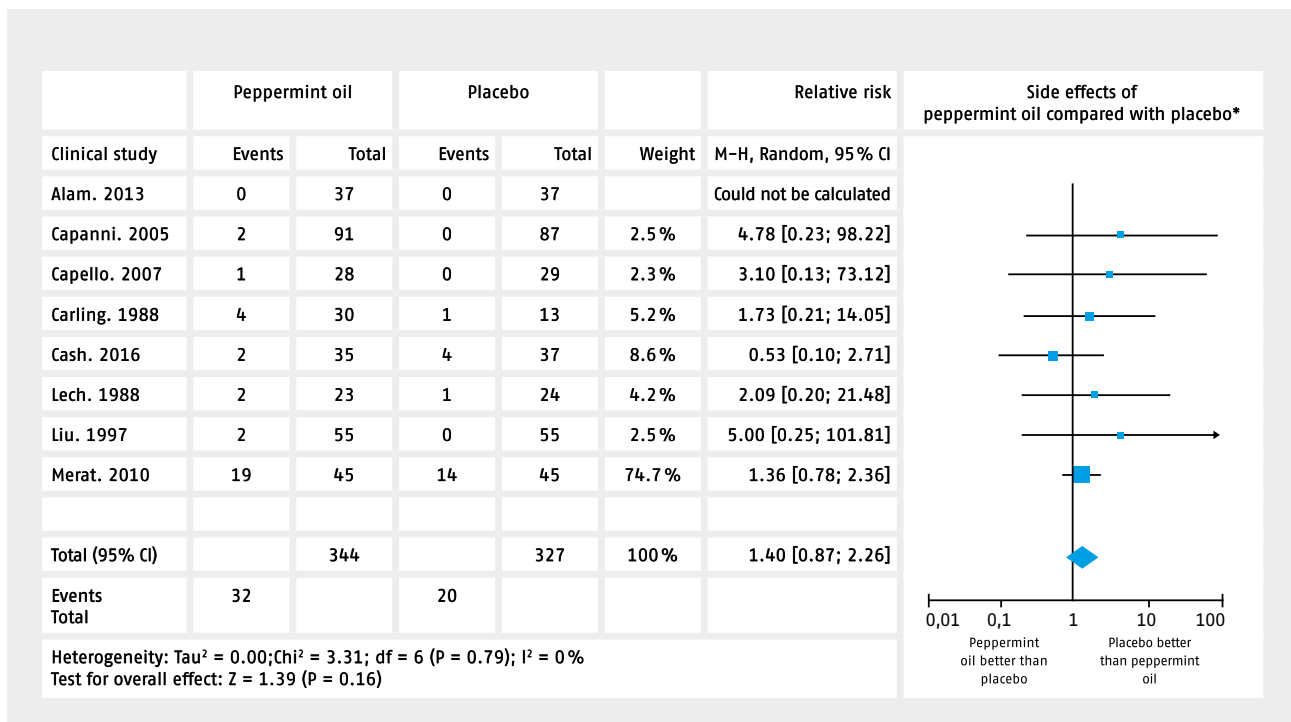 Peppermint oil Placebo Relative risk Side effects of
peppermint oil compared with placebo*
Clinical study Events Total Events Total Weight M-H, Random, 95% CI
Alam. 2013 0 37 0 37 Could not be calculated
Capanni. 2005 2 91 0 87 2.5% 4.78 [0.23; 98.22]
Capello. 2007 1 28 0 29 2.3% 3.10 [0.13; 73.12]
Carling. 1988 4 30 1 13 5.2% 1.73 [0.21; 14.05]
Cash. 2016 2 35 4 37 8.6% 0.53 [0.10; 2.71]
Lech. 1988 2 23 1 24 4.2% 2.09 [0.20; 21.48]
Liu. 1997 2 55 0 55 2.5% 5.00 [0.25; 101.81]
Merat. 2010 19 45 14 45 74.7% 1.36 [0.78; 2.36]
Total (95% CI) 344 327 100% 1.40 [0.87; 2.26]
Events 32 20
Total
Heterogeneity: Tau² = 0.00;Chi² = 3.31; df = 6 (P = 0.79); I² = 0%
Test for overall effect: Z = 1.39 (P = 0.16)
0,01 0,1 1 10 100
Peppermint
oil better than
placebo
Placebo better
than peppermint
oil